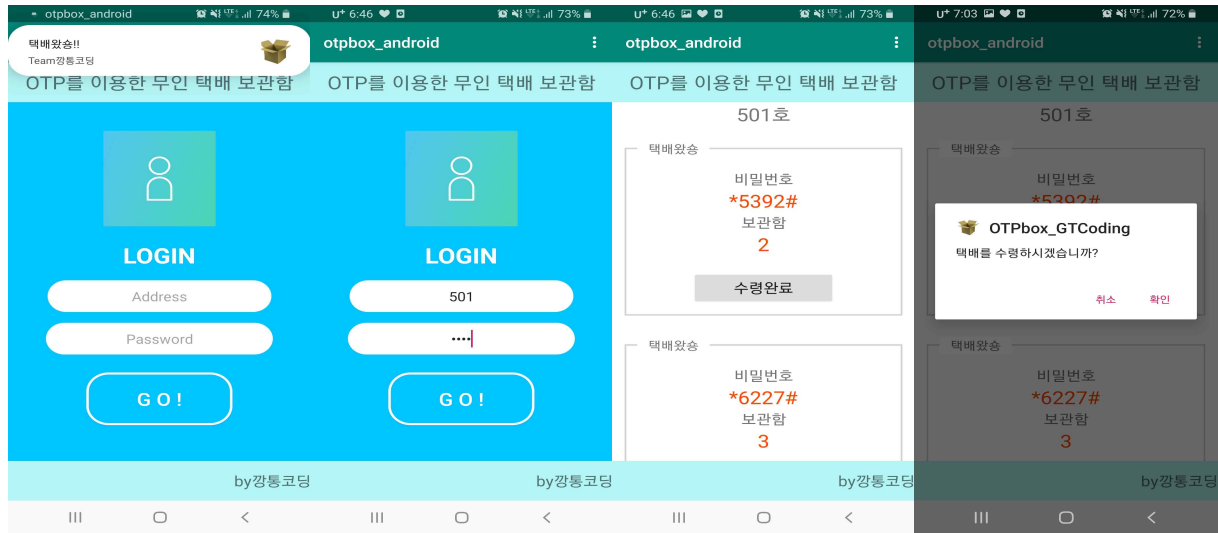 otpbox_android
74%
택배왔숑!!
Team깡통코딩
OTP를 이용한 무인 택배 보관함
LOGIN
Address
Password
G O !
by깡통코딩
U+ 6:46
73%
otpbox_android
OTP를 이용한 무인 택배 보관함
LOGIN
501
G O !
by깡통코딩
U+ 6:46
73%
otpbox_android
OTP를 이용한 무인 택배 보관함
501호
택배왔숑
비밀번호
*5392#
보관함
2
수령완료
택배왔숑
비밀번호
*6227#
보관함
3
by깡통코딩
U+ 7:03
72%
otpbox_android
OTP를 이용한 무인 택배 보관함
501호
택배왔숑
비밀번호
*5392#
OTPbox_GTCoding
택배를 수령하시겠습니까?
취소 확인
택배왔숑
비밀번호
*6227#
보관함
3
by깡통코딩